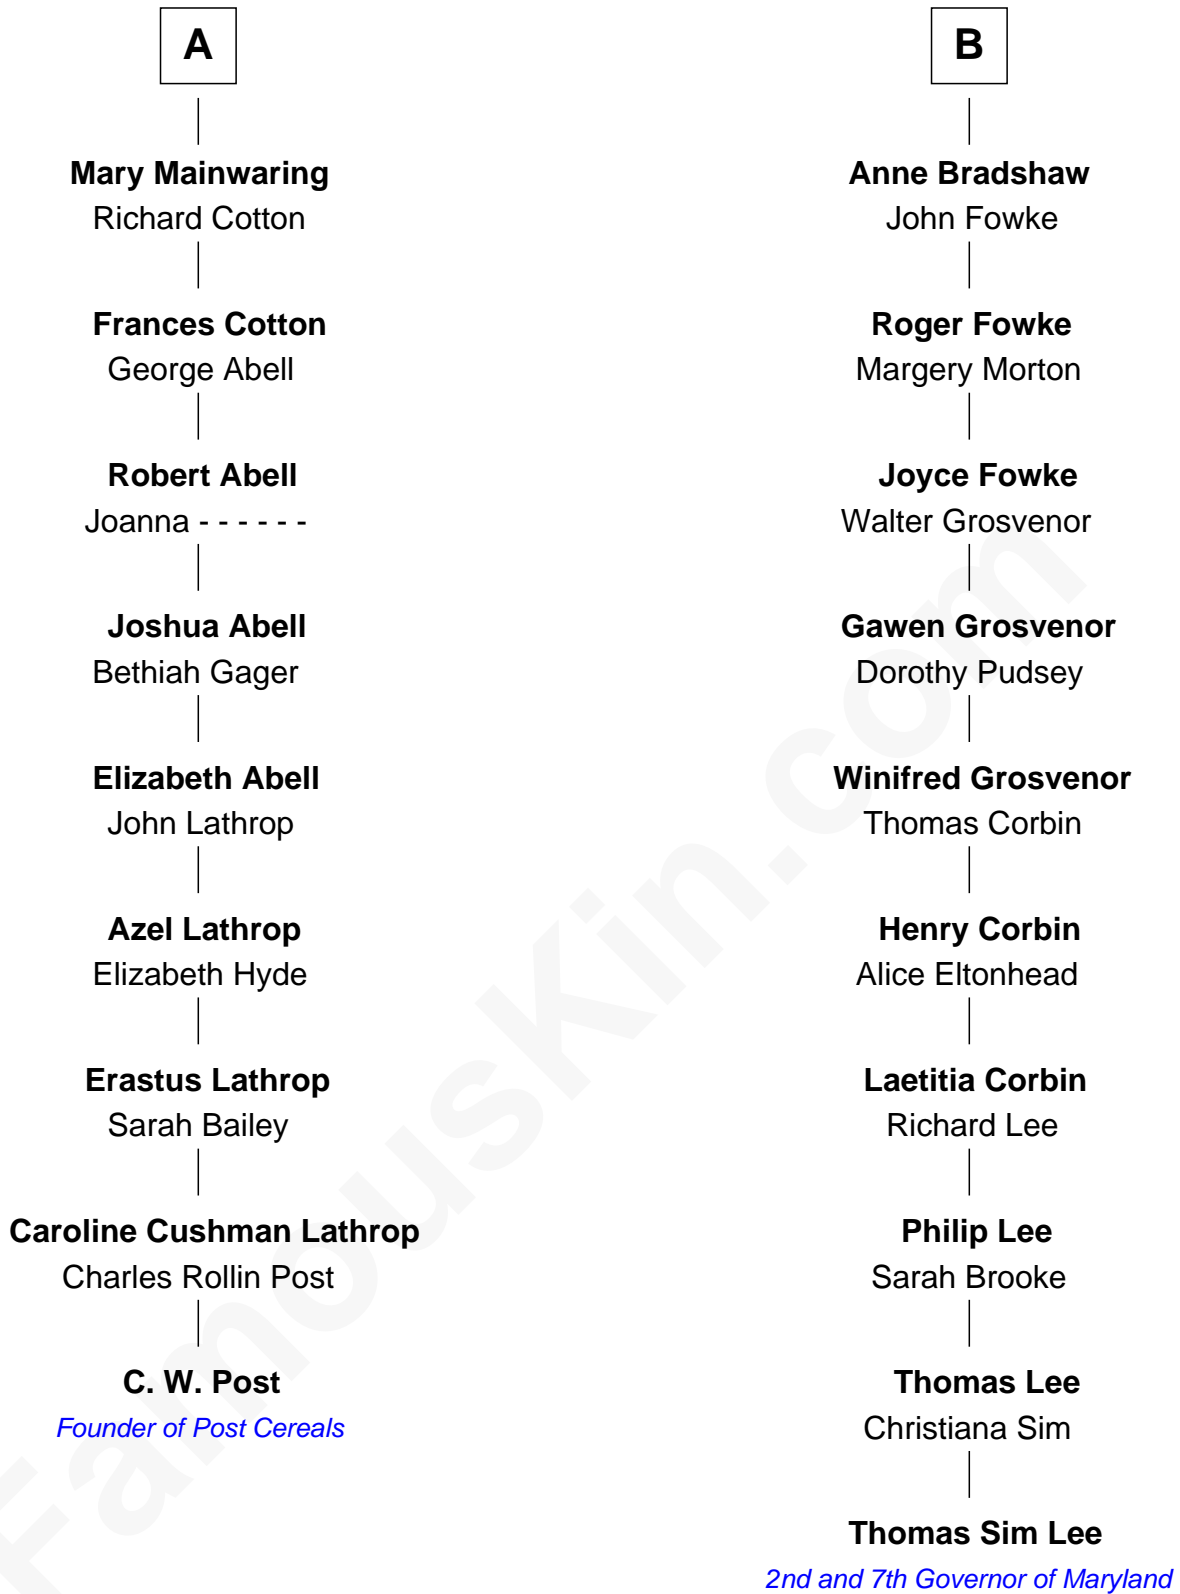 A
Mary Mainwaring
Richard Cotton
Frances Cotton
George Abell
Robert Abell
Joanna - - - - - -
Joshua Abell
Bethiah Gager
Elizabeth Abell
John Lathrop
Azel Lathrop
Elizabeth Hyde
Erastus Lathrop
Sarah Bailey
Caroline Cushman Lathrop
Charles Rollin Post
C. W. Post
Founder of Post Cereals
B
Anne Bradshaw
John Fowke
Roger Fowke
Margery Morton
Joyce Fowke
Walter Grosvenor
Gawen Grosvenor
Dorothy Pudsey
Winifred Grosvenor
Thomas Corbin
Henry Corbin
Alice Eltonhead
Laetitia Corbin
Richard Lee
Philip Lee
Sarah Brooke
Thomas Lee
Christiana Sim
Thomas Sim Lee
2nd and 7th Governor of Maryland
FamousKin.com